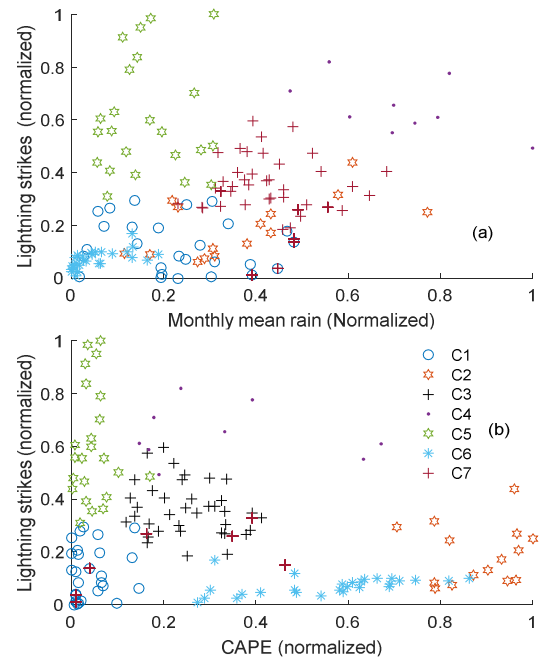 1
0.8
0.6
0.4
0.2
0
Lightning strikes (normalized)
(a)
0 0.2 0.4 0.6 0.8 1
Monthly mean rain (Normalized)
1
0.8
0.6
0.4
0.2
0
Lightning strikes (normalized)
C1
C2
C3
C4
C5
C6
C7
(b)
0 0.2 0.4 0.6 0.8 1
CAPE (normalized)